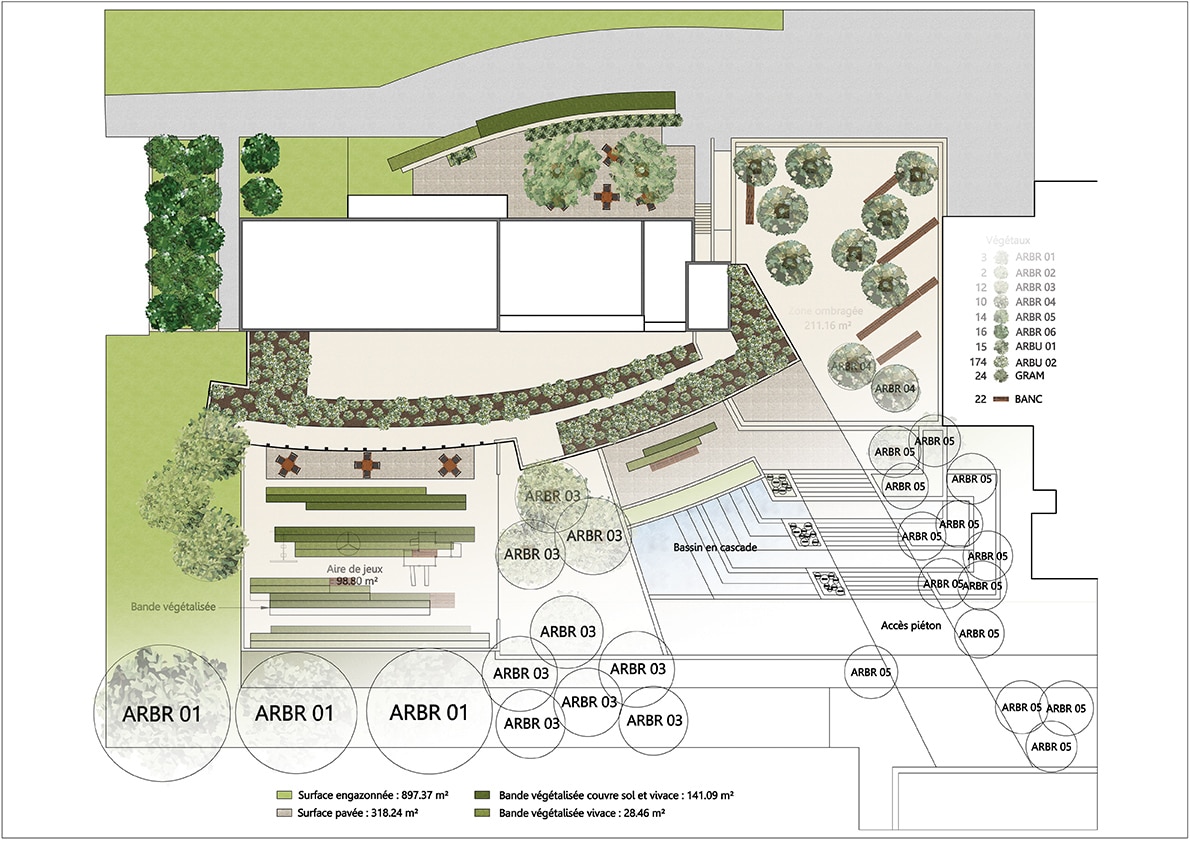 Végétaux
3 ARBR 01
2 ARBR 02
12 ARBR 03
10 ARBR 04
14 ARBR 05
16 ARBR 06
15 ARBU 01
174 ARBU 02
24 GRAM
22 BANC
Zone ombragée
211.16 m²
ARBR 04
ARBR 04
ARBR 05
ARBR 05
ARBR 05
ARBR 05
ARBR 03
ARBR 03
ARBR 03
ARBR 05
ARBR 05
Bassin en cascade
ARBR 05
Aire de jeux
98.80 m²
ARBR 05
ARBR 05
Bande végétalisée
Accès piéton
ARBR 03
ARBR 05
ARBR 03
ARBR 03
ARBR 05
ARBR 03
ARBR 01
ARBR 01
ARBR 01
ARBR 03
ARBR 03
ARBR 05
ARBR 05
ARBR 05
Surface engazonnée : 897.37 m²
Bande végétalisée couvre sol et vivace : 141.09 m²
Surface pavée : 318.24 m²
Bande végétalisée vivace : 28.46 m²